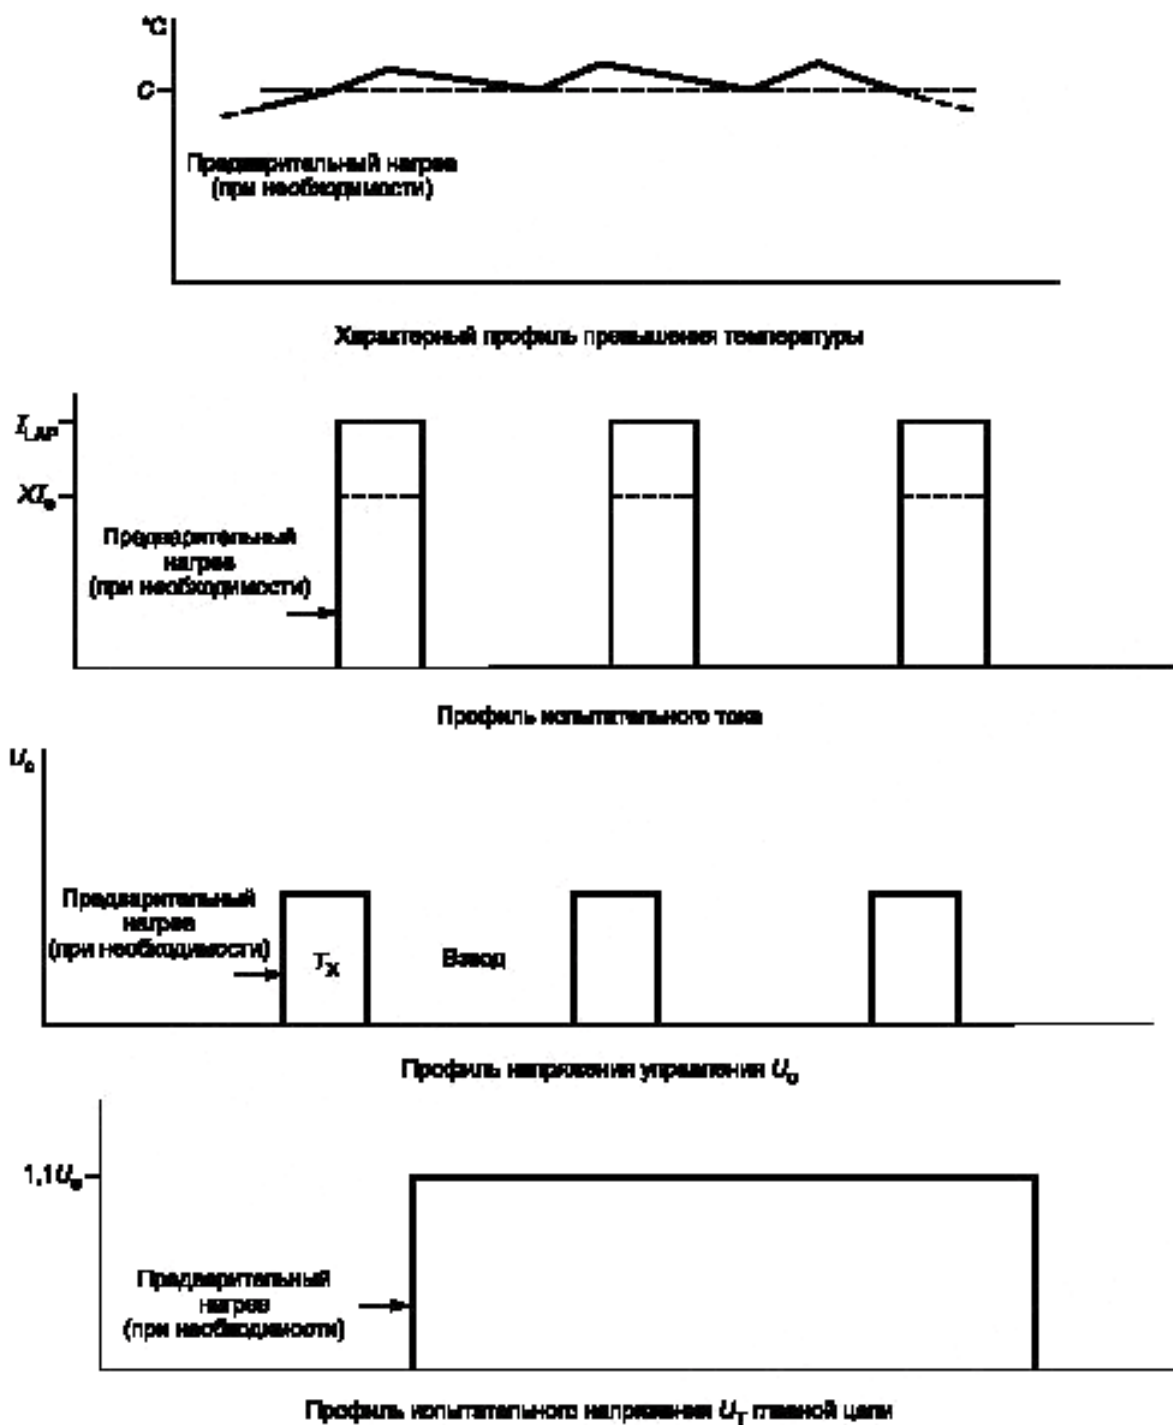 °C
C
Предварительный нагрев
(при необходимости)
Характерный профиль превышения температуры
I_LRP
XI_e
Предварительный
нагрев
(при необходимости)
Профиль испытательного тока
U_c
Предварительный
нагрев
(при необходимости)
T_X
Взвод
Профиль напряжения управления U_c
1,1U_e
Предварительный
нагрев
(при необходимости)
Профиль испытательного напряжения U_T главной цепи